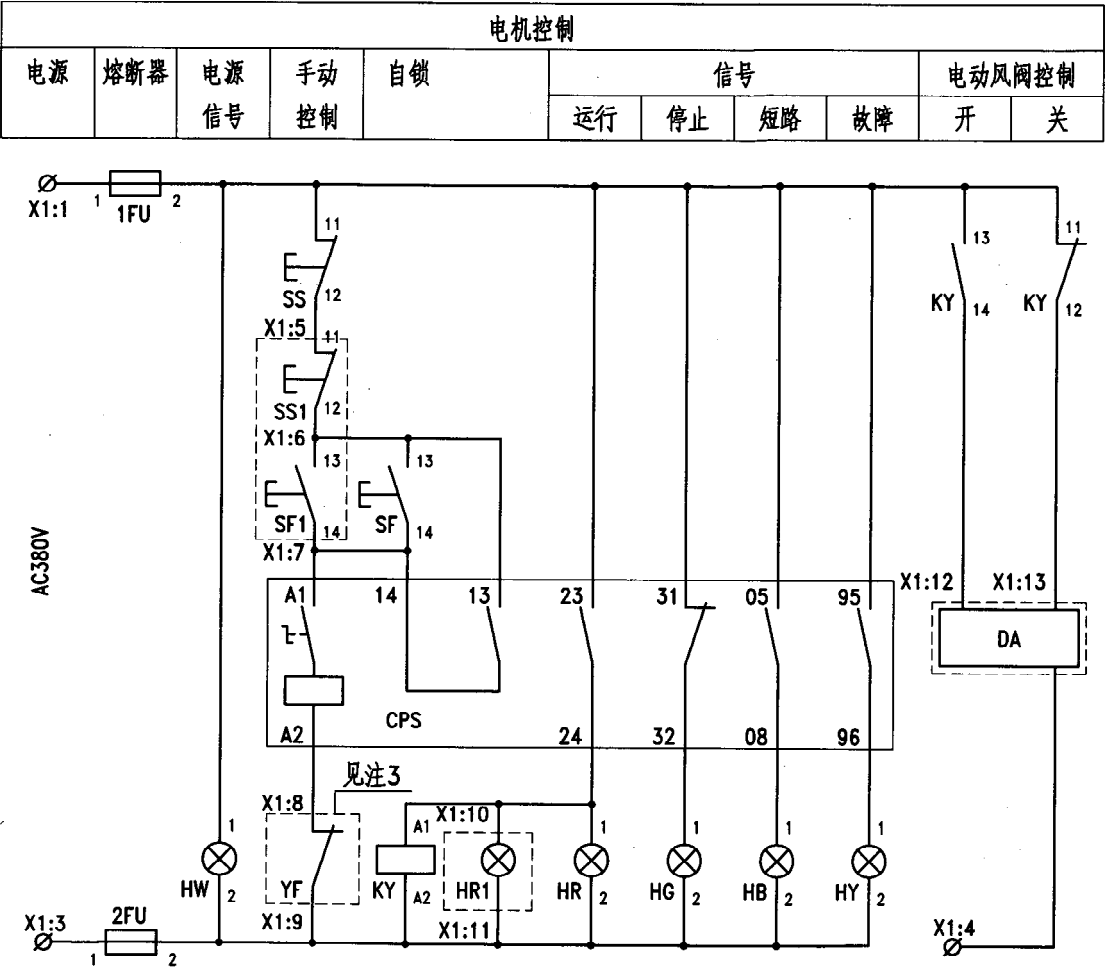 电机控制
电源 熔断器 电源信号 手动控制 自锁 信号 电动风阀控制
运行 停止 短路 故障 开 关
X1:1 1 1FU 2
11 SS 12
13 KY 14
11 KY 12
X1:5
11 SS1 12
X1:6
13 SF1 14
13 SF 14
X1:7
AC380V
A1 14 13 23 31 05 95
X1:12 X1:13
DA
CPS
A2 24 32 08 96
见注3
X1:8 X1:10
1 HW 2
YF
A1 KY A2
HR1
1 HR 2
1 HG 2
1 HB 2
1 HY 2
X1:9 X1:11
X1:3 1 2FU 2
X1:4